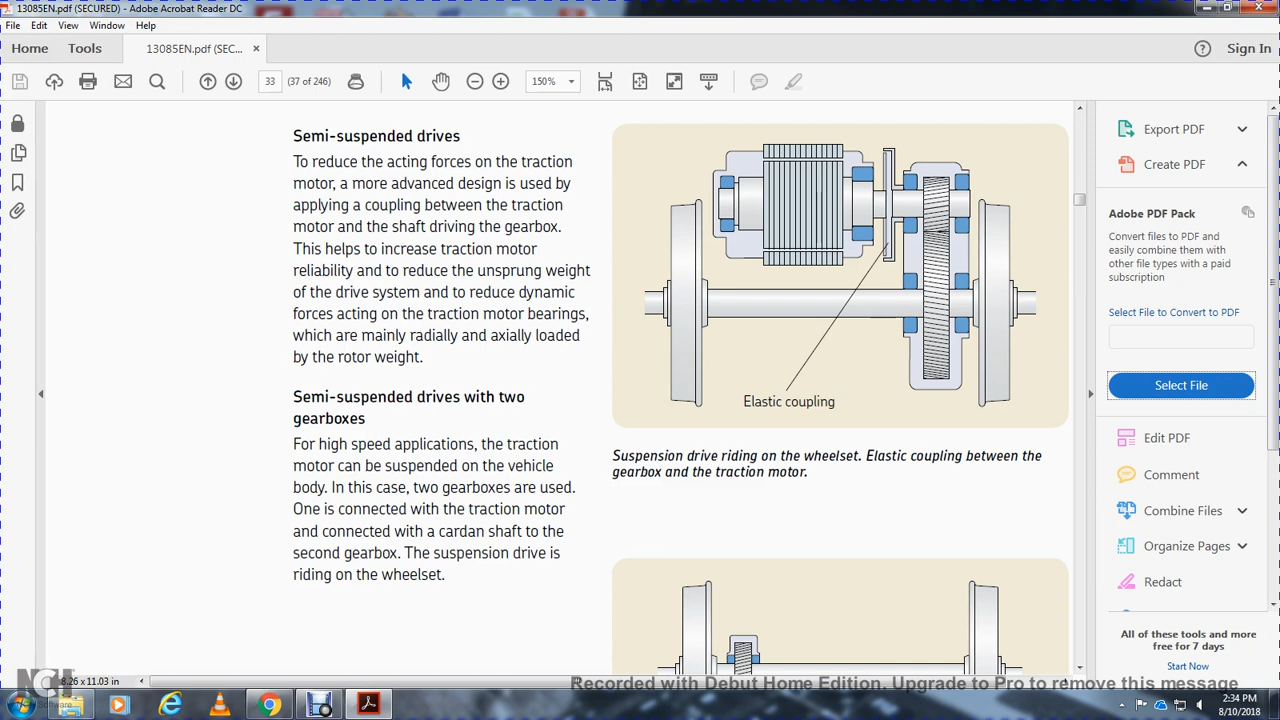 13085EN.pdf (SECURED) - Adobe Acrobat Reader DC
File Edit View Window Help
Home Tools 13085EN.pdf (SEC... × Sign In
33 (37 of 246) 150%
Semi-suspended drives
To reduce the acting forces on the traction
motor, a more advanced design is used by
applying a coupling between the traction
motor and the shaft driving the gearbox.
This helps to increase traction motor
reliability and to reduce the unsprung weight
of the drive system and to reduce dynamic
forces acting on the traction motor bearings,
which are mainly radially and axially loaded
by the rotor weight.
Semi-suspended drives with two
gearboxes
For high speed applications, the traction
motor can be suspended on the vehicle
body. In this case, two gearboxes are used.
One is connected with the traction motor
and connected with a cardan shaft to the
second gearbox. The suspension drive is
riding on the wheelset.
Elastic coupling
Suspension drive riding on the wheelset. Elastic coupling between the
gearbox and the traction motor.
Export PDF
Create PDF
Adobe PDF Pack
Convert files to PDF and
easily combine them with
other file types with a paid
subscription
Select File to Convert to PDF
Select File
Edit PDF
Comment
Combine Files
Organize Pages
Redact
All of these tools and more
free for 7 days
Start Now
8.26 x 11.03 in
NCH
Software
Recorded with Debut Home Edition. Upgrade to Pro to remove this message
2:34 PM
8/10/2018